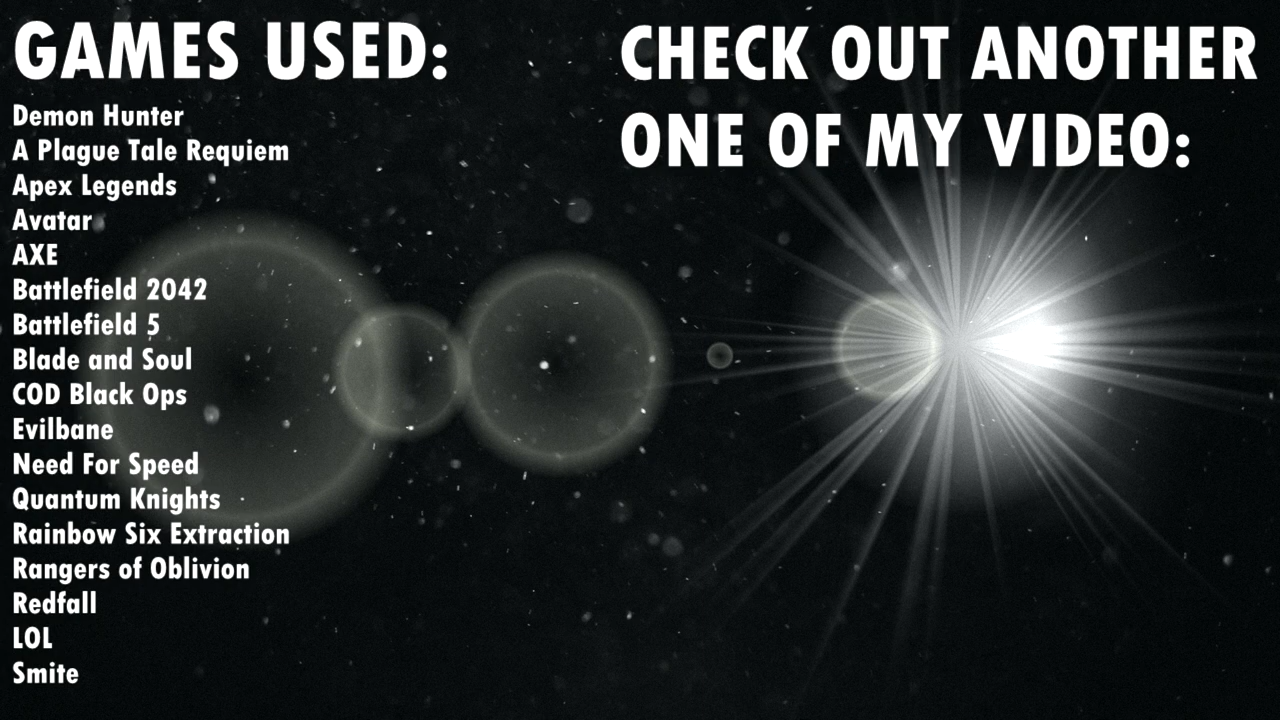 GAMES USED:
Demon Hunter
A Plague Tale Requiem
Apex Legends
Avatar
AXE
Battlefield 2042
Battlefield 5
Blade and Soul
COD Black Ops
Evilbane
Need For Speed
Quantum Knights
Rainbow Six Extraction
Rangers of Oblivion
Redfall
LOL
Smite
CHECK OUT ANOTHER
ONE OF MY VIDEO: